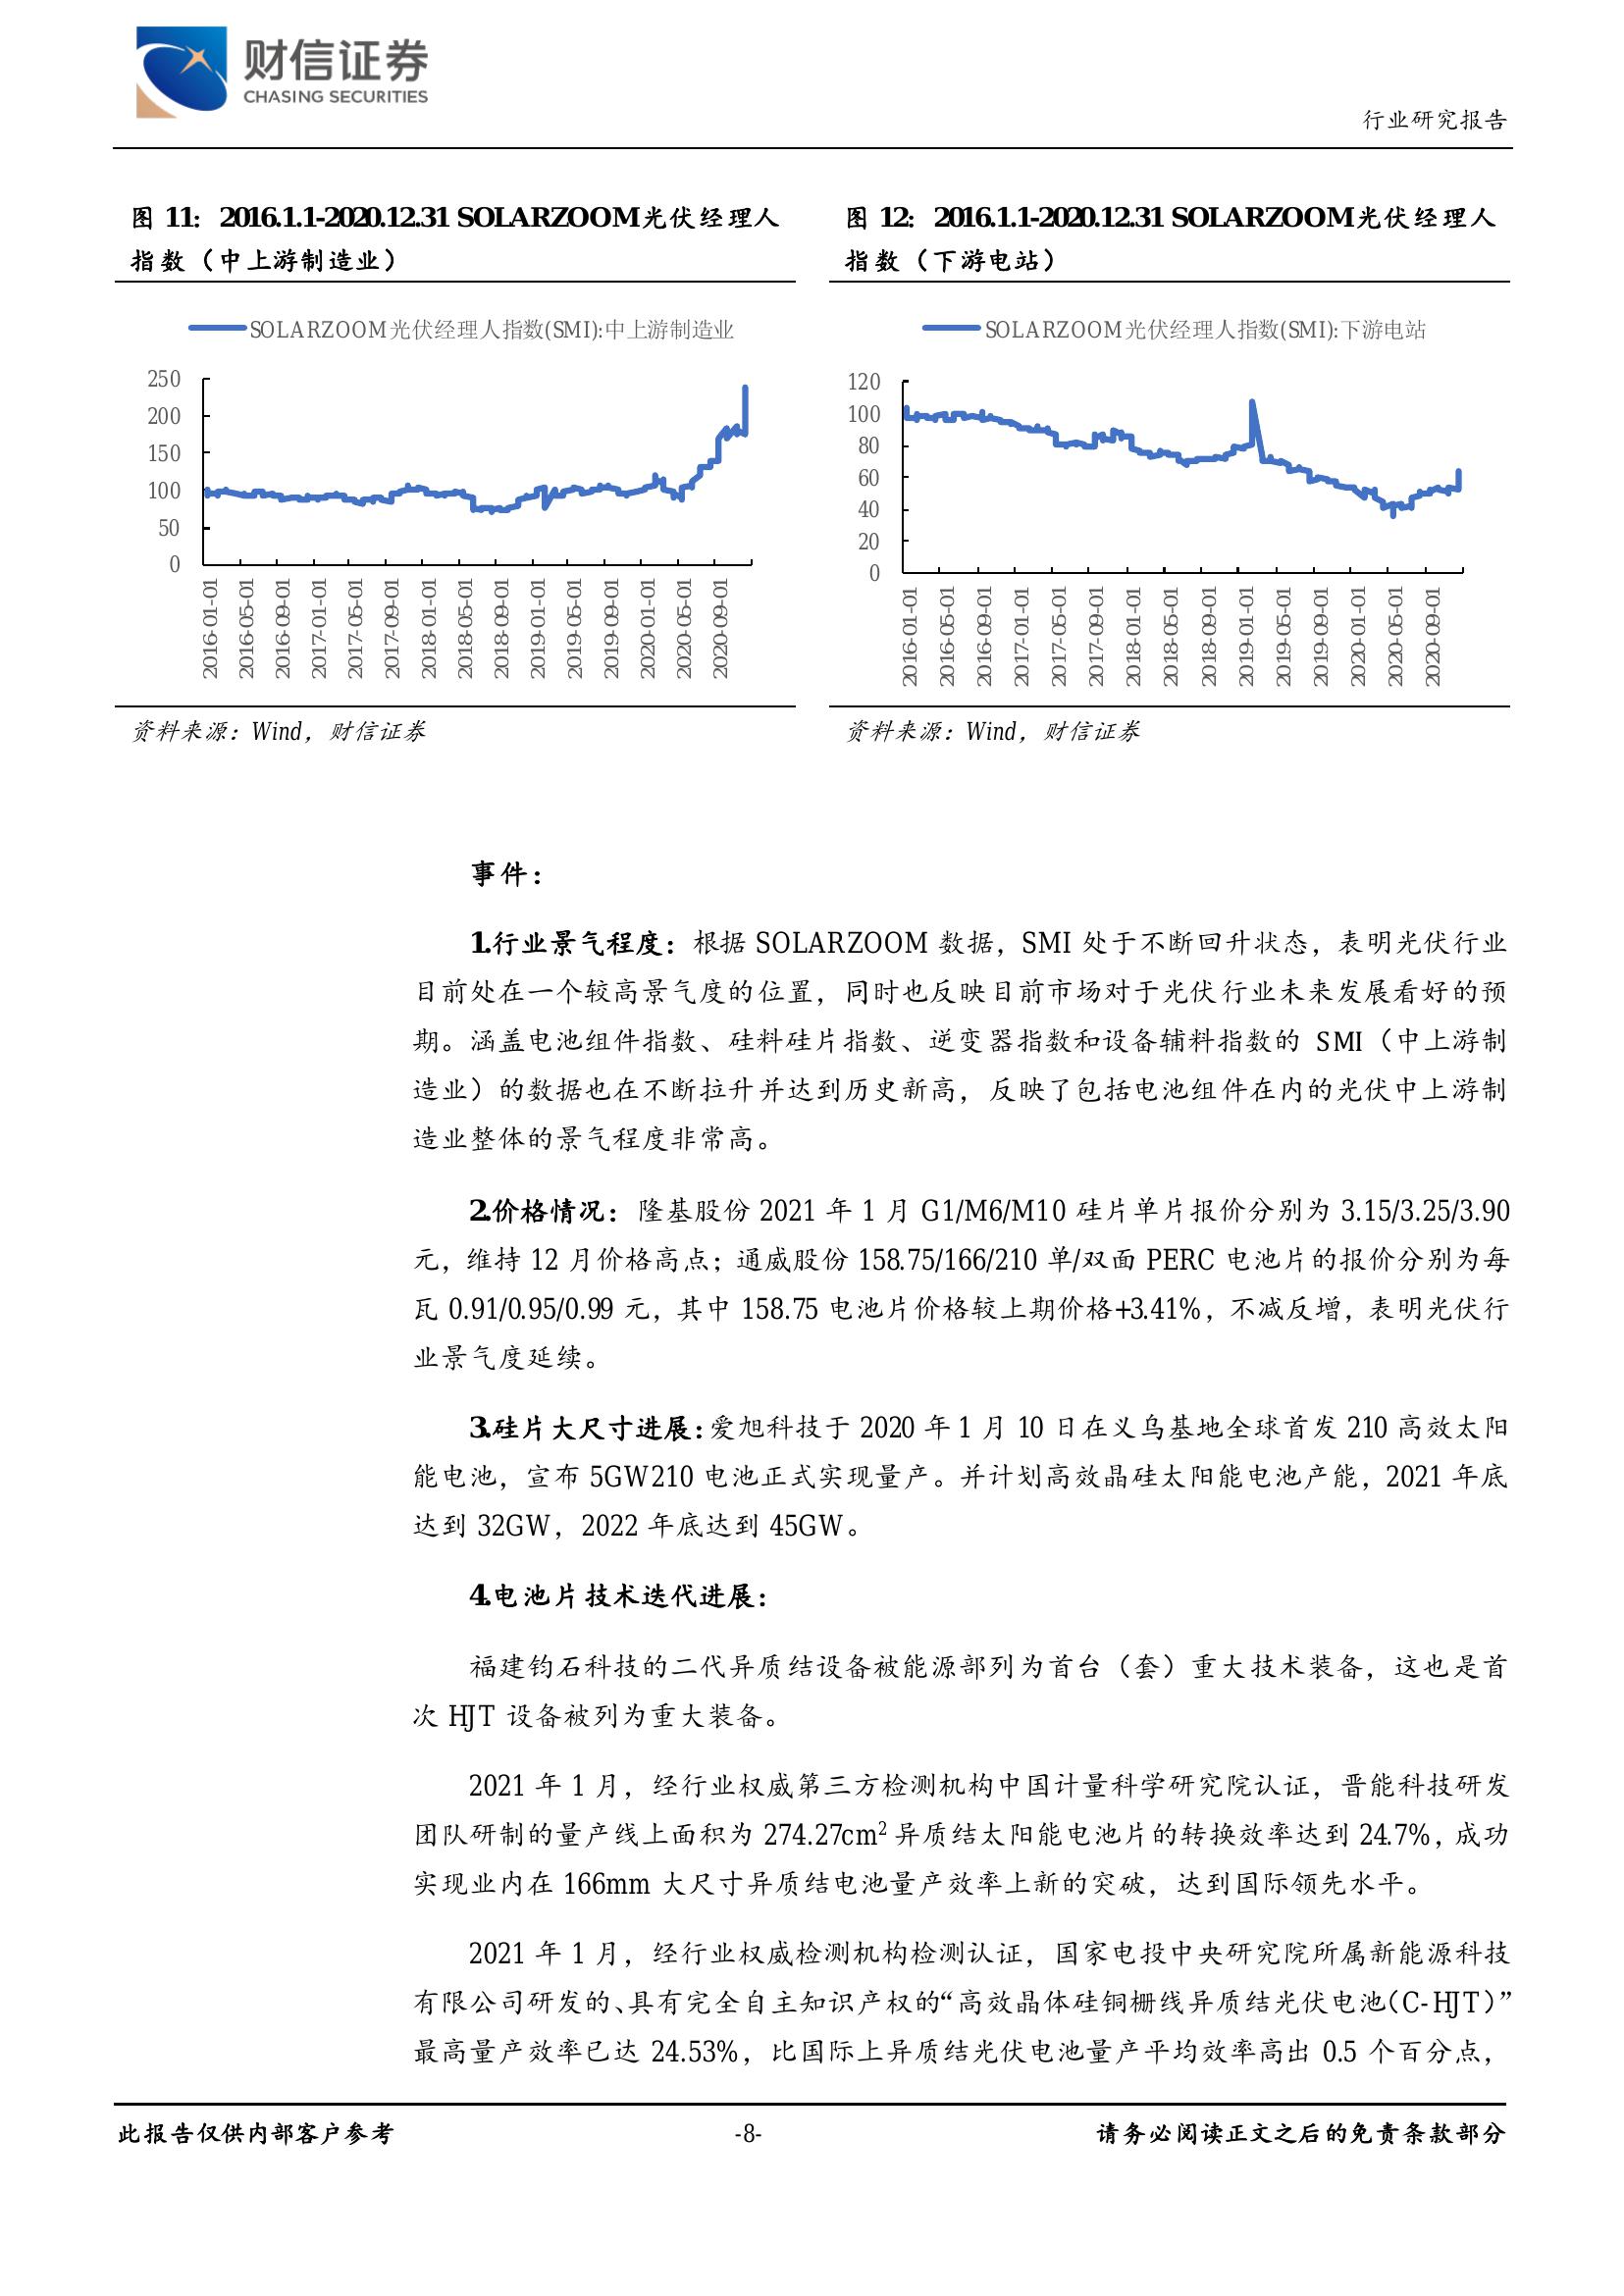 财信证券
CHASING SECURITIES
行业研究报告
图 11：2016.1.1-2020.12.31 SOLARZOOM光伏经理人
指数（中上游制造业）
图 12：2016.1.1-2020.12.31 SOLARZOOM光伏经理人
指数（下游电站）
SOLARZOOM光伏经理人指数(SMI):中上游制造业
250
200
150
100
50
0
2016-01-01
2016-05-01
2016-09-01
2017-01-01
2017-05-01
2017-09-01
2018-01-01
2018-05-01
2018-09-01
2019-01-01
2019-05-01
2019-09-01
2020-01-01
2020-05-01
2020-09-01
SOLARZOOM光伏经理人指数(SMI):下游电站
120
100
80
60
40
20
0
2016-01-01
2016-05-01
2016-09-01
2017-01-01
2017-05-01
2017-09-01
2018-01-01
2018-05-01
2018-09-01
2019-01-01
2019-05-01
2019-09-01
2020-01-01
2020-05-01
2020-09-01
资料来源：Wind，财信证券
资料来源：Wind，财信证券
事件：
1.行业景气程度：根据 SOLARZOOM 数据，SMI 处于不断回升状态，表明光伏行业
目前处在一个较高景气度的位置，同时也反映目前市场对于光伏行业未来发展看好的预
期。涵盖电池组件指数、硅料硅片指数、逆变器指数和设备辅料指数的 SMI（中上游制
造业）的数据也在不断拉升并达到历史新高，反映了包括电池组件在内的光伏中上游制
造业整体的景气程度非常高。
2.价格情况：隆基股份 2021 年 1 月 G1/M6/M10 硅片单片报价分别为 3.15/3.25/3.90
元，维持 12 月价格高点；通威股份 158.75/166/210 单/双面 PERC 电池片的报价分别为每
瓦 0.91/0.95/0.99 元，其中 158.75 电池片价格较上期价格+3.41%，不减反增，表明光伏行
业景气度延续。
3.硅片大尺寸进展：爱旭科技于 2020 年 1 月 10 日在义乌基地全球首发 210 高效太阳
能电池，宣布 5GW210 电池正式实现量产。并计划高效晶硅太阳能电池产能，2021 年底
达到 32GW，2022 年底达到 45GW。
4.电池片技术迭代进展：
福建钧石科技的二代异质结设备被能源部列为首台（套）重大技术装备，这也是首
次 HJT 设备被列为重大装备。
2021 年 1 月，经行业权威第三方检测机构中国计量科学研究院认证，晋能科技研发
团队研制的量产线上面积为 274.27cm² 异质结太阳能电池片的转换效率达到 24.7%，成功
实现业内在 166mm 大尺寸异质结电池量产效率上新的突破，达到国际领先水平。
2021 年 1 月，经行业权威检测机构检测认证，国家电投中央研究院所属新能源科技
有限公司研发的、具有完全自主知识产权的“高效晶体硅铜栅线异质结光伏电池（C-HJT）”
最高量产效率已达 24.53%，比国际上异质结光伏电池量产平均效率高出 0.5 个百分点，
此报告仅供内部客户参考
-8-
请务必阅读正文之后的免责条款部分